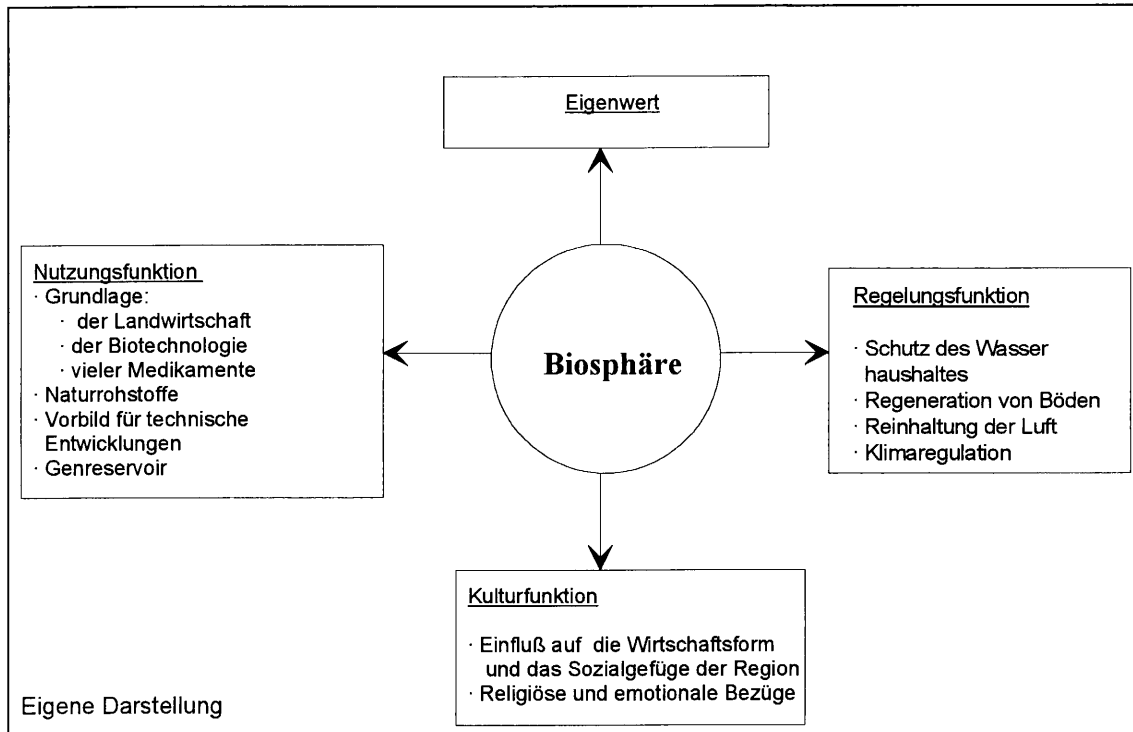 Eigenwert
Nutzungsfunktion
· Grundlage:
· der Landwirtschaft
· der Biotechnologie
· vieler Medikamente
· Naturrohstoffe
· Vorbild für technische
Entwicklungen
· Genreservoir
Biosphäre
Regelungsfunktion
· Schutz des Wasser
haushaltes
· Regeneration von Böden
· Reinhaltung der Luft
· Klimaregulation
Kulturfunktion
· Einfluß auf die Wirtschaftsform
und das Sozialgefüge der Region
· Religiöse und emotionale Bezüge
Eigene Darstellung